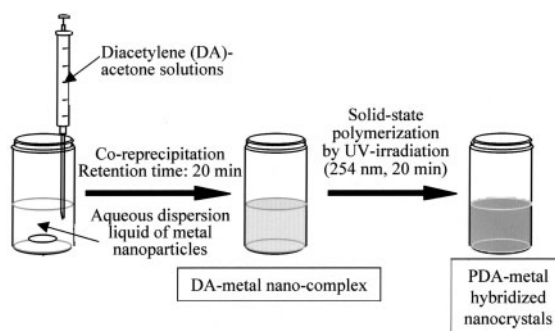 Diacetylene (DA)-
acetone solutions
Co-reprecipitation
Retention time: 20 min
Aqueous dispersion
liquid of metal
nanoparticles
Solid-state
polymerization
by UV-irradiation
(254 nm, 20 min)
DA-metal nano-complex
PDA-metal
hybridized
nanocrystals